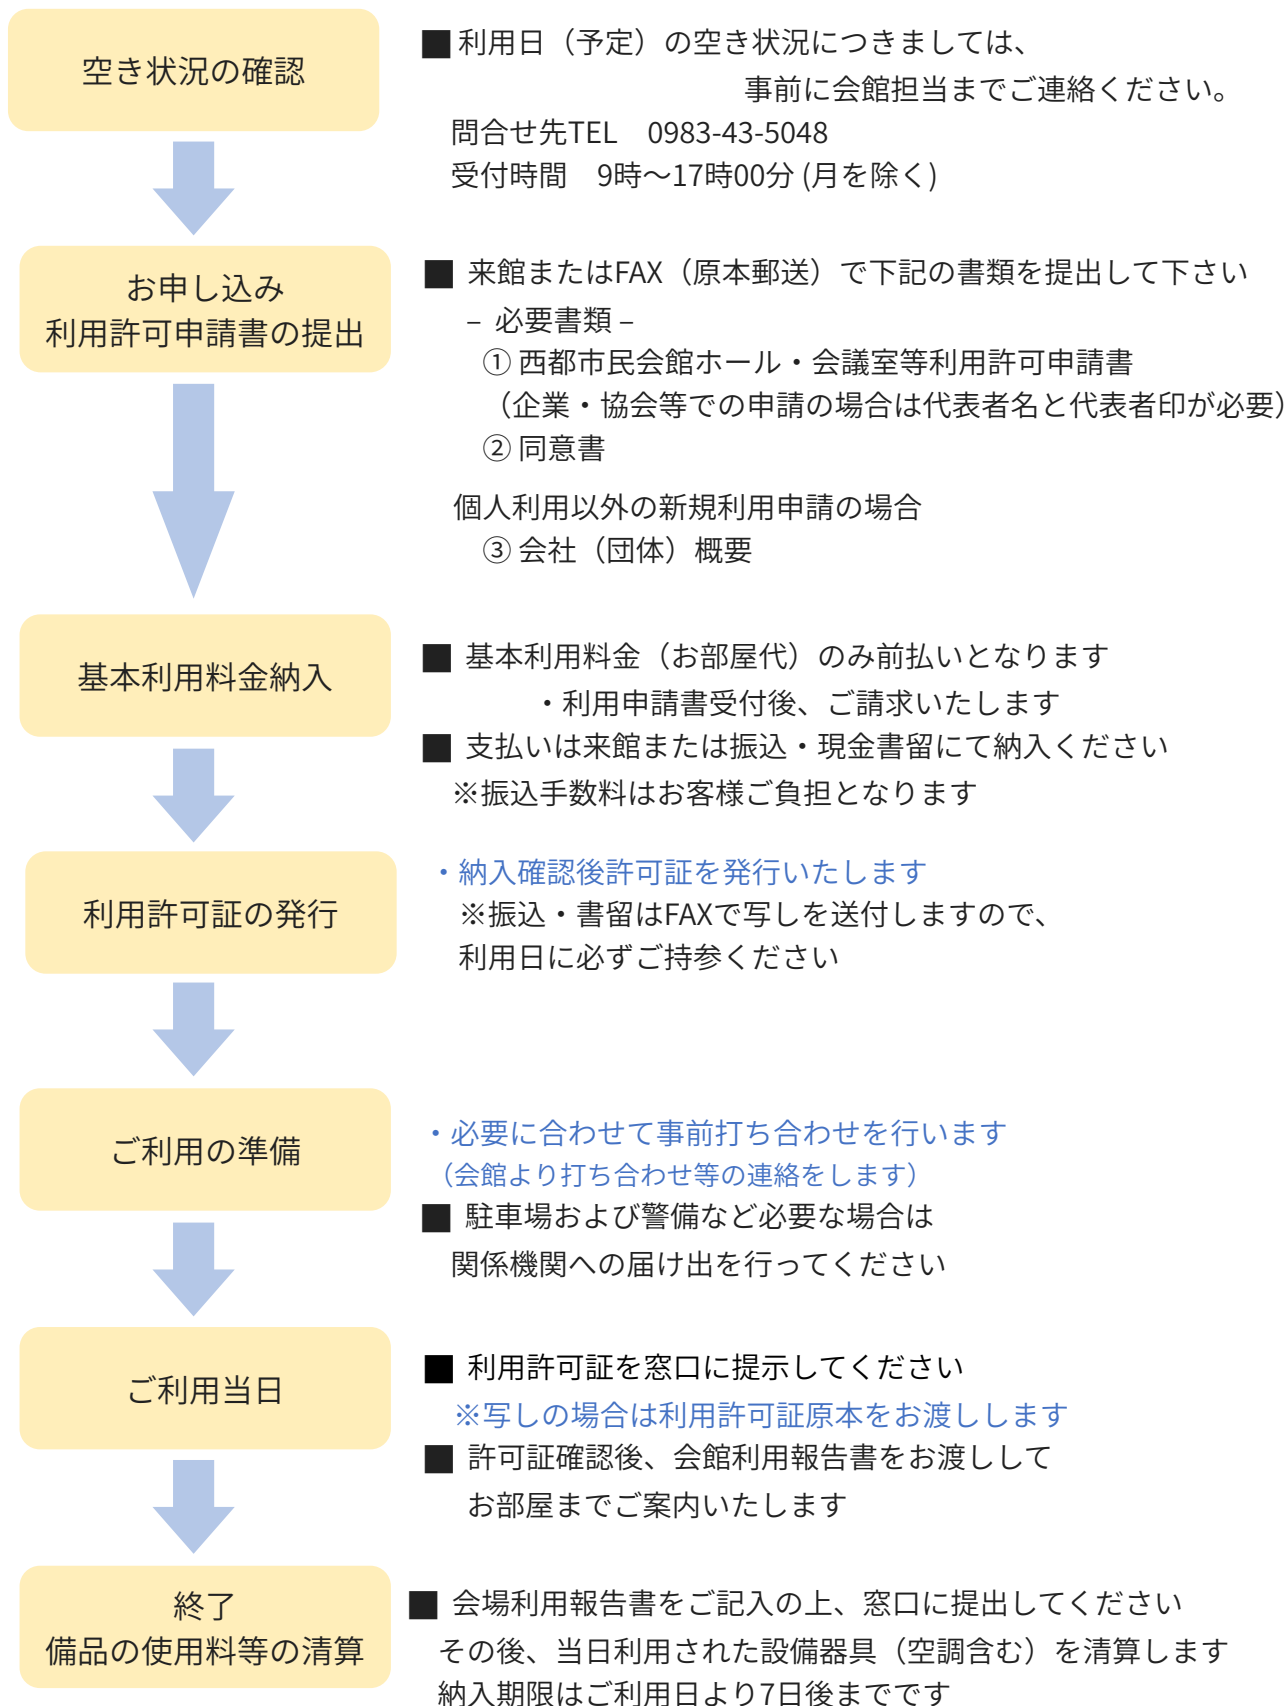 空き状況の確認
■ 利用日（予定）の空き状況につきましては、
事前に会館担当までご連絡ください。
問合せ先TEL　0983-43-5048
受付時間　9時〜17時00分 (月を除く)
お申し込み
利用許可申請書の提出
■ 来館またはFAX（原本郵送）で下記の書類を提出して下さい
– 必要書類 –
① 西都市民会館ホール・会議室等利用許可申請書
（企業・協会等での申請の場合は代表者名と代表者印が必要）
② 同意書
個人利用以外の新規利用申請の場合
③ 会社（団体）概要
基本利用料金納入
■ 基本利用料金（お部屋代）のみ前払いとなります
・利用申請書受付後、ご請求いたします
■ 支払いは来館または振込・現金書留にて納入ください
※振込手数料はお客様ご負担となります
利用許可証の発行
・納入確認後許可証を発行いたします
※振込・書留はFAXで写しを送付しますので、
利用日に必ずご持参ください
ご利用の準備
・必要に合わせて事前打ち合わせを行います
（会館より打ち合わせ等の連絡をします）
■ 駐車場および警備など必要な場合は
関係機関への届け出を行ってください
ご利用当日
■ 利用許可証を窓口に提示してください
※写しの場合は利用許可証原本をお渡しします
■ 許可証確認後、会館利用報告書をお渡しして
お部屋までご案内いたします
終了
備品の使用料等の清算
■ 会場利用報告書をご記入の上、窓口に提出してください
その後、当日利用された設備器具（空調含む）を清算します
納入期限はご利用日より7日後までです